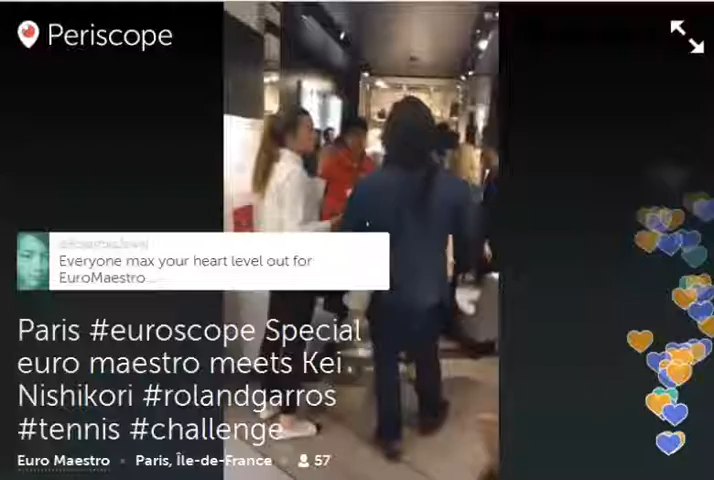 Periscope
Everyone max your heart level out for
EuroMaestro...
Paris #euroscope Special
euro maestro meets Kei.
Nishikori #rolandgarros
#tennis #challenge
Euro Maestro • Paris, Île-de-France • 57